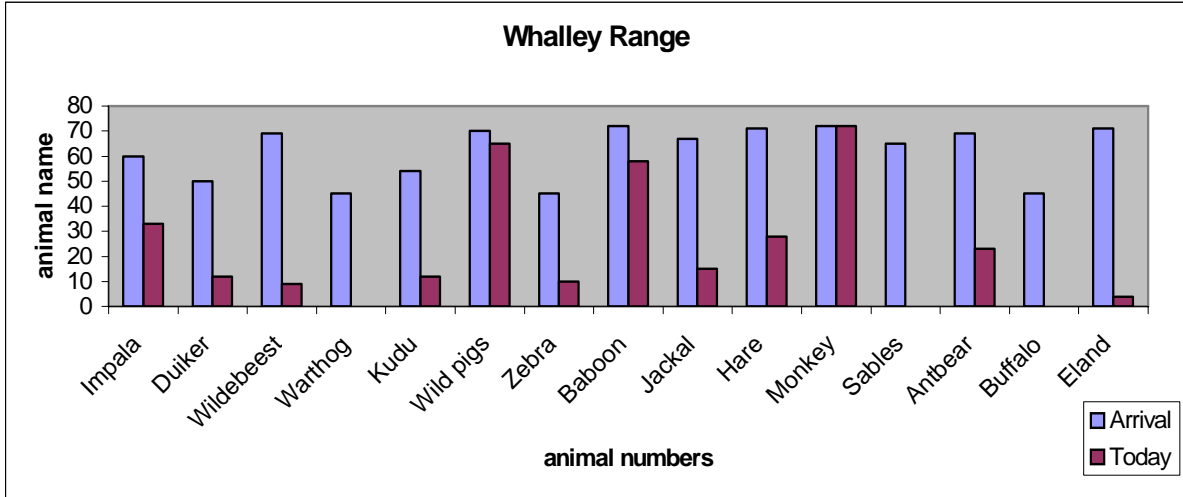 Whalley Range
animal name
80
70
60
50
40
30
20
10
0
Impala
Duiker
Wildebeest
Warthog
Kudu
Wild pigs
Zebra
Baboon
Jackal
Hare
Monkey
Sables
Antbear
Buffalo
Eland
animal numbers
Arrival
Today